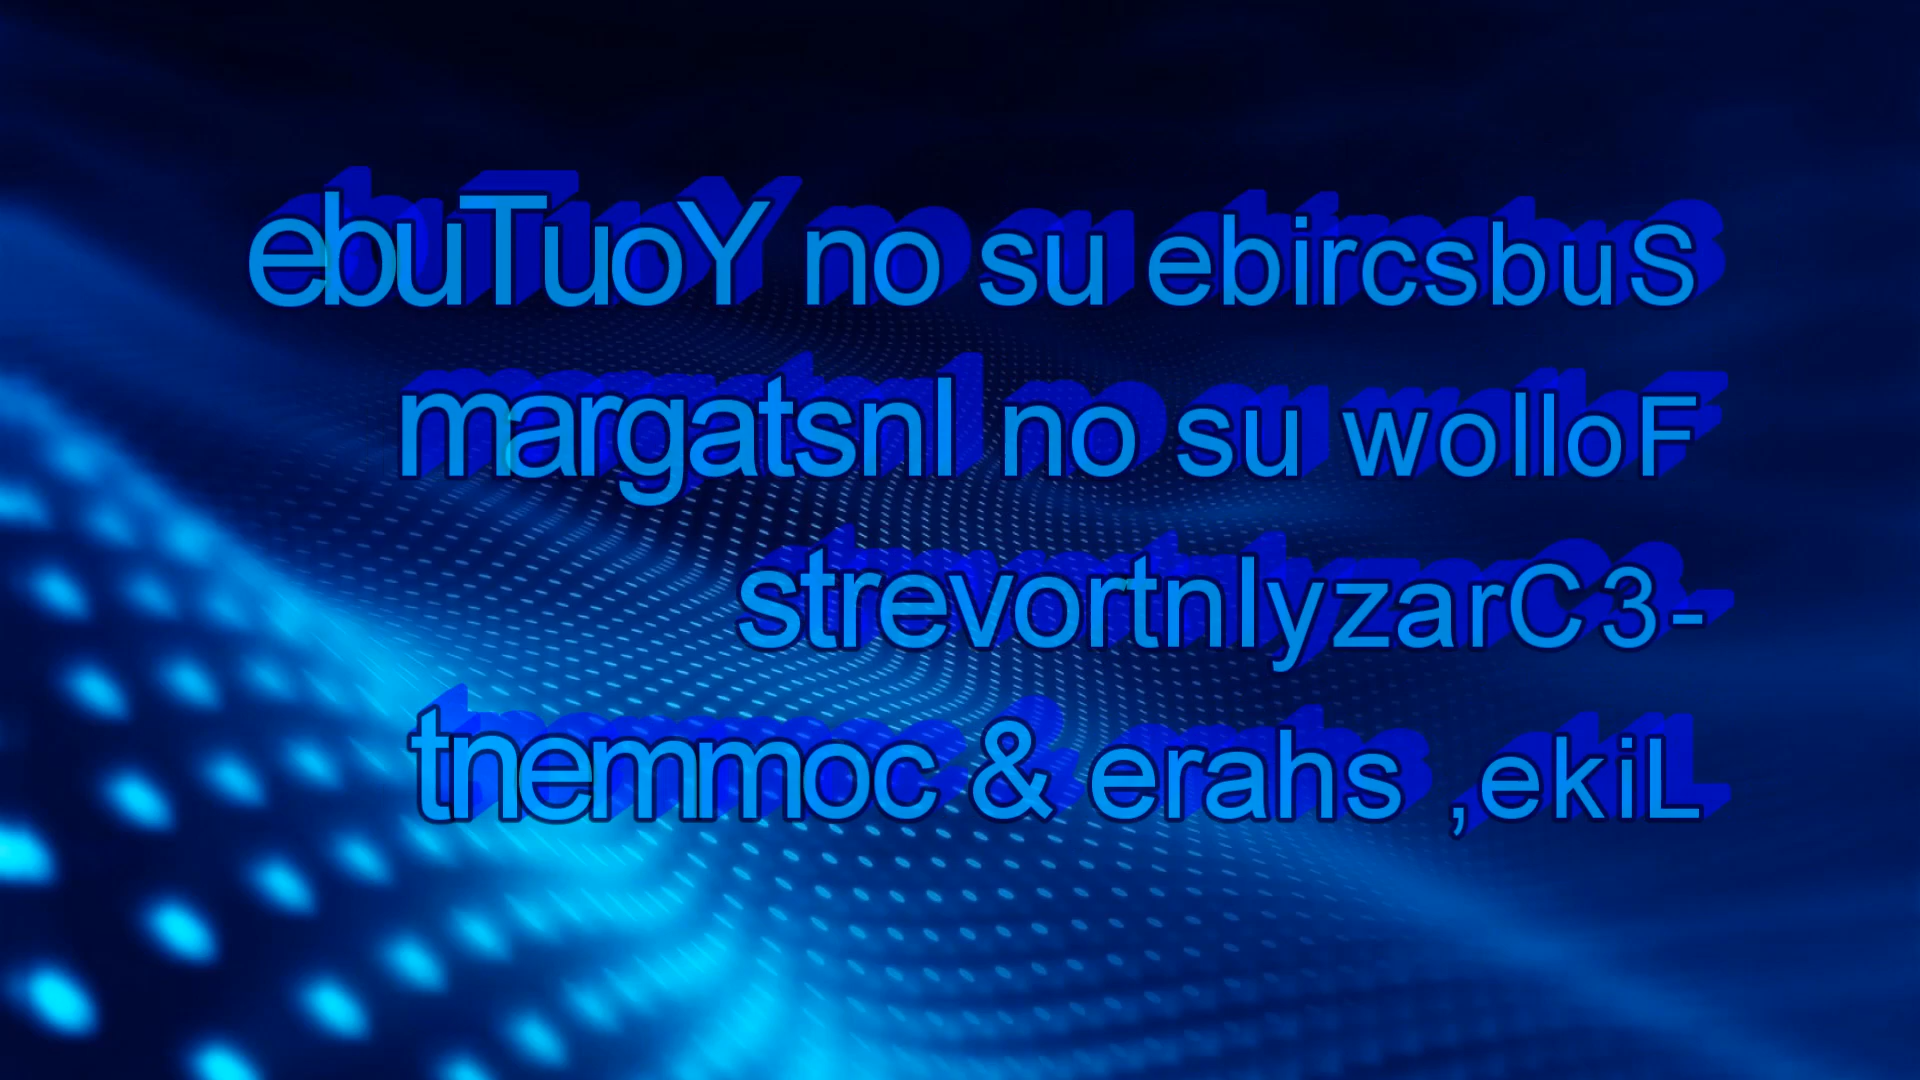 ebuTuoY no su ebircsbuS
margatsnI no su wolloF
strevortnIyzarC3-
tnemmoc & erahs ,ekiL